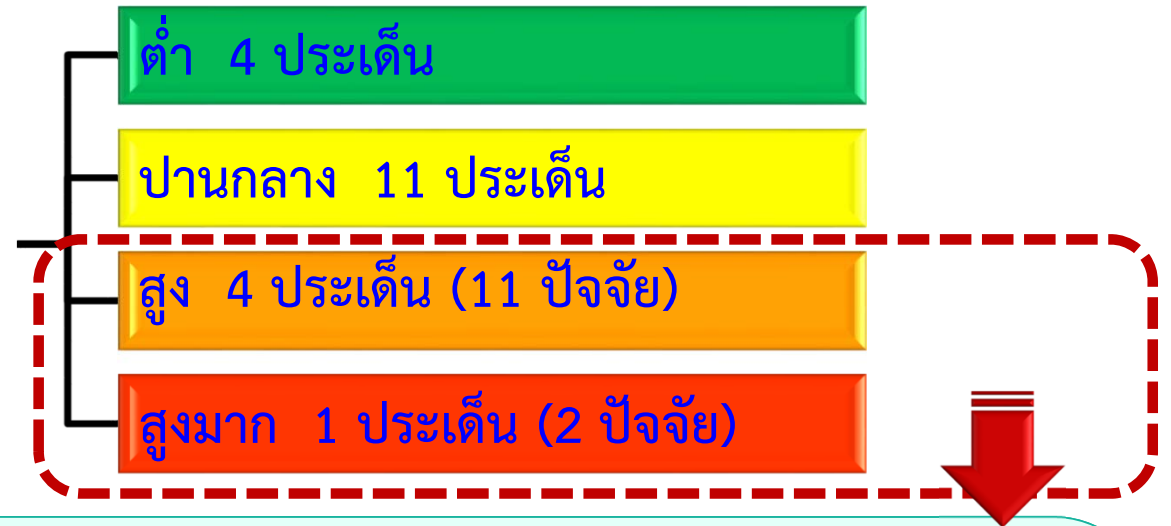 ต่ำ 4 ประเด็น
ปานกลาง 11 ประเด็น
สูง 4 ประเด็น (11 ปัจจัย)
สูงมาก 1 ประเด็น (2 ปัจจัย)